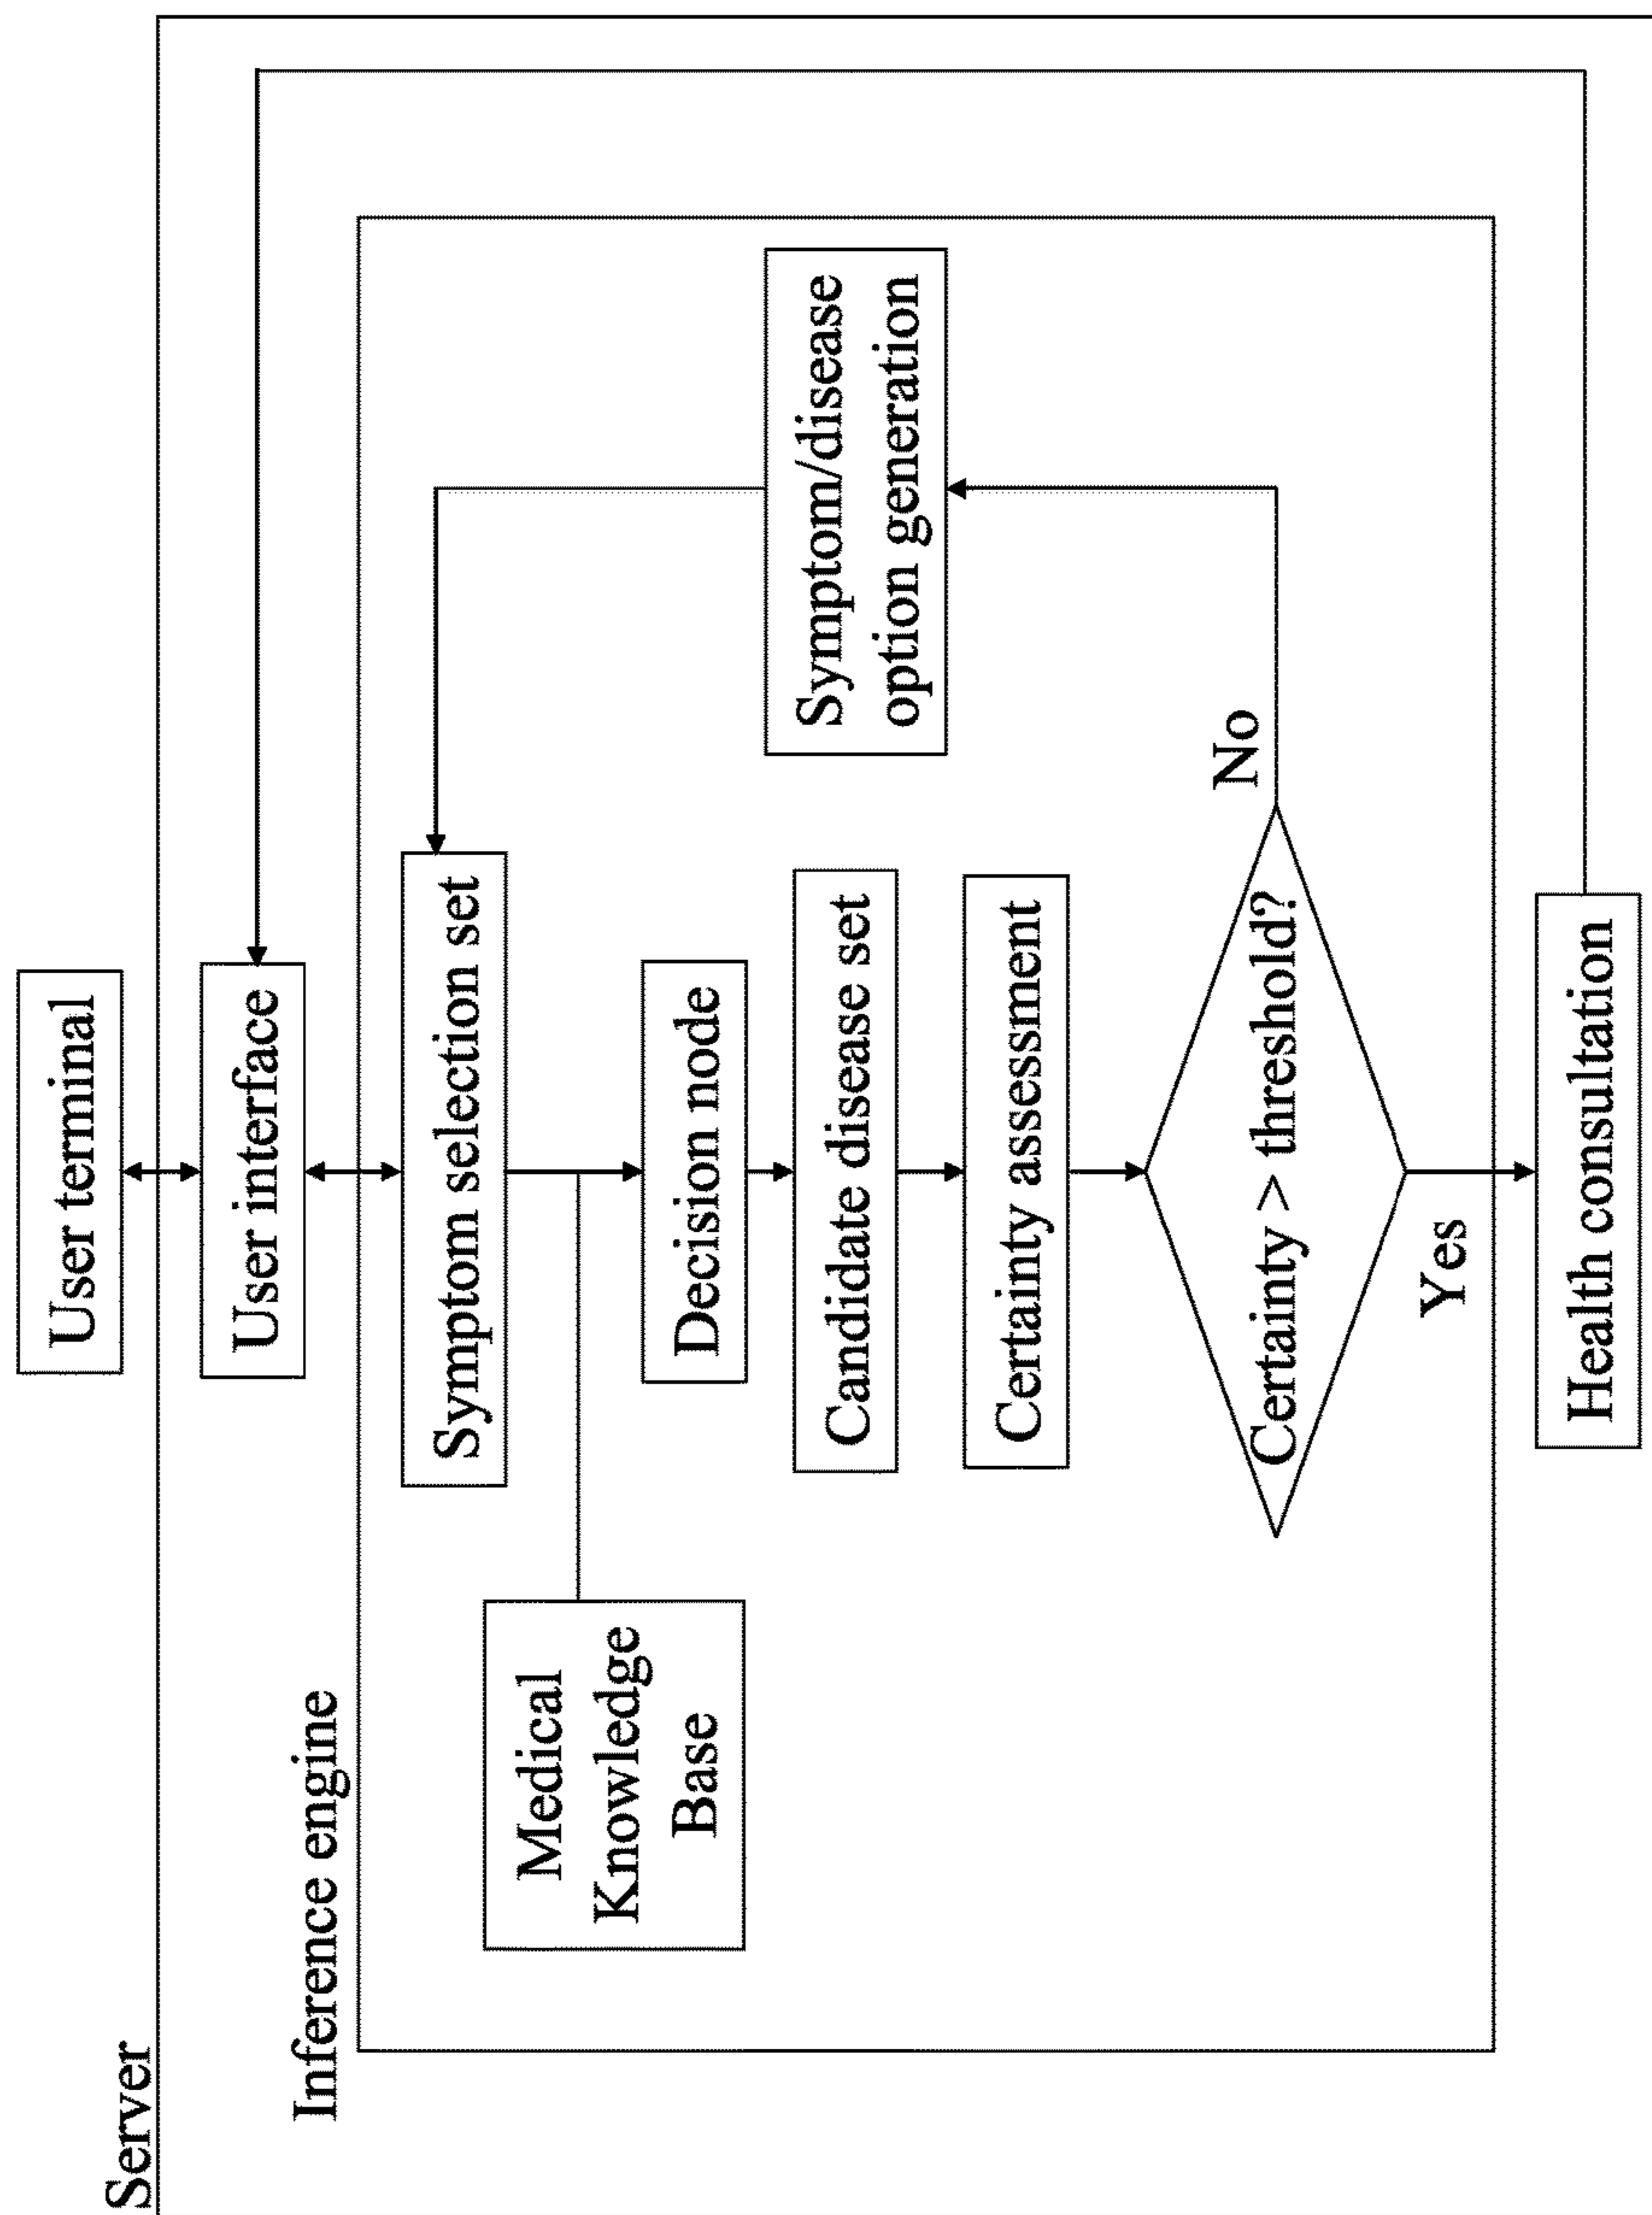 Server
User terminal
User interface
Inference engine
Symptom selection set
Medical
Knowledge
Base
Decision node
Symptom/disease
option generation
Candidate disease set
Certainty assessment
Certainty > threshold?
No
Yes
Health consultation